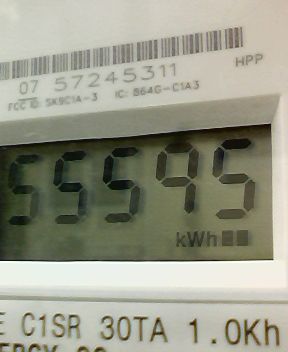 07 57245311
HPP
FCC ID: SK9C1A-3 IC: 864G-C1A3
55595
kWh
E C1SR 30TA 1.0Kh